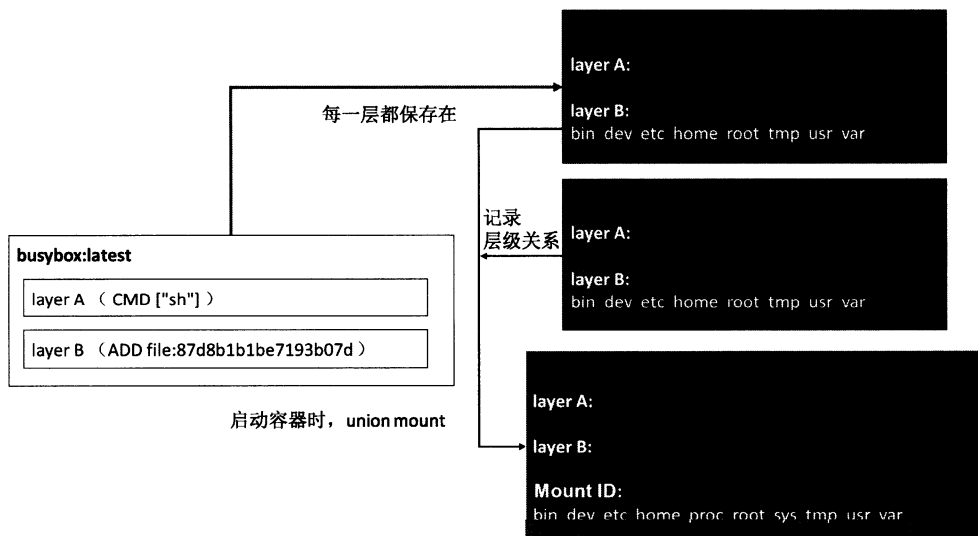 layer A:
layer B:
bin dev etc home root tmp usr var
每一层都保存在
记录
层级关系
layer A:
layer B:
bin dev etc home root tmp usr var
busybox:latest
layer A （ CMD ["sh"] ）
layer B （ADD file:87d8b1b1be7193b07d ）
启动容器时，union mount
layer A:
layer B:
Mount ID:
bin dev etc home proc root sys tmp usr var